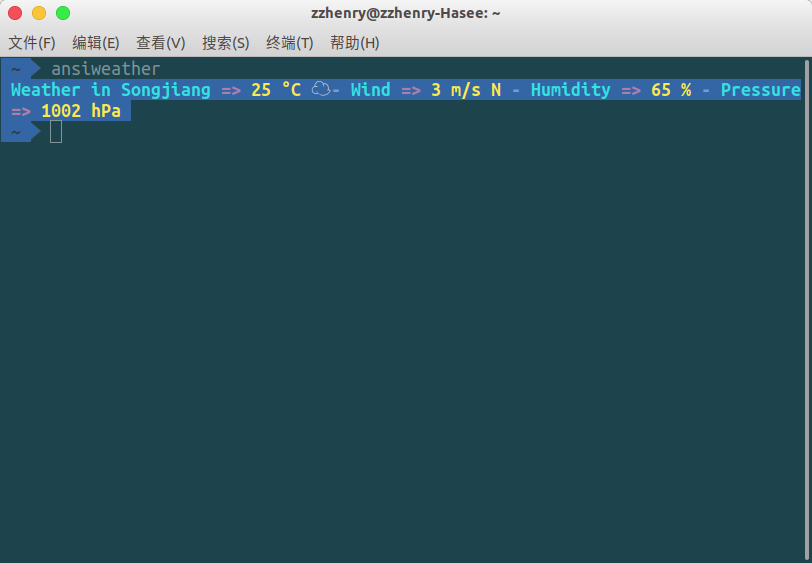 zzhenry@zzhenry-Hasee: ~
文件(F) 编辑(E) 查看(V) 搜索(S) 终端(T) 帮助(H)
~ ansiweather
Weather in Songjiang => 25 °C ☁- Wind => 3 m/s N - Humidity => 65 % - Pressure
=> 1002 hPa
~